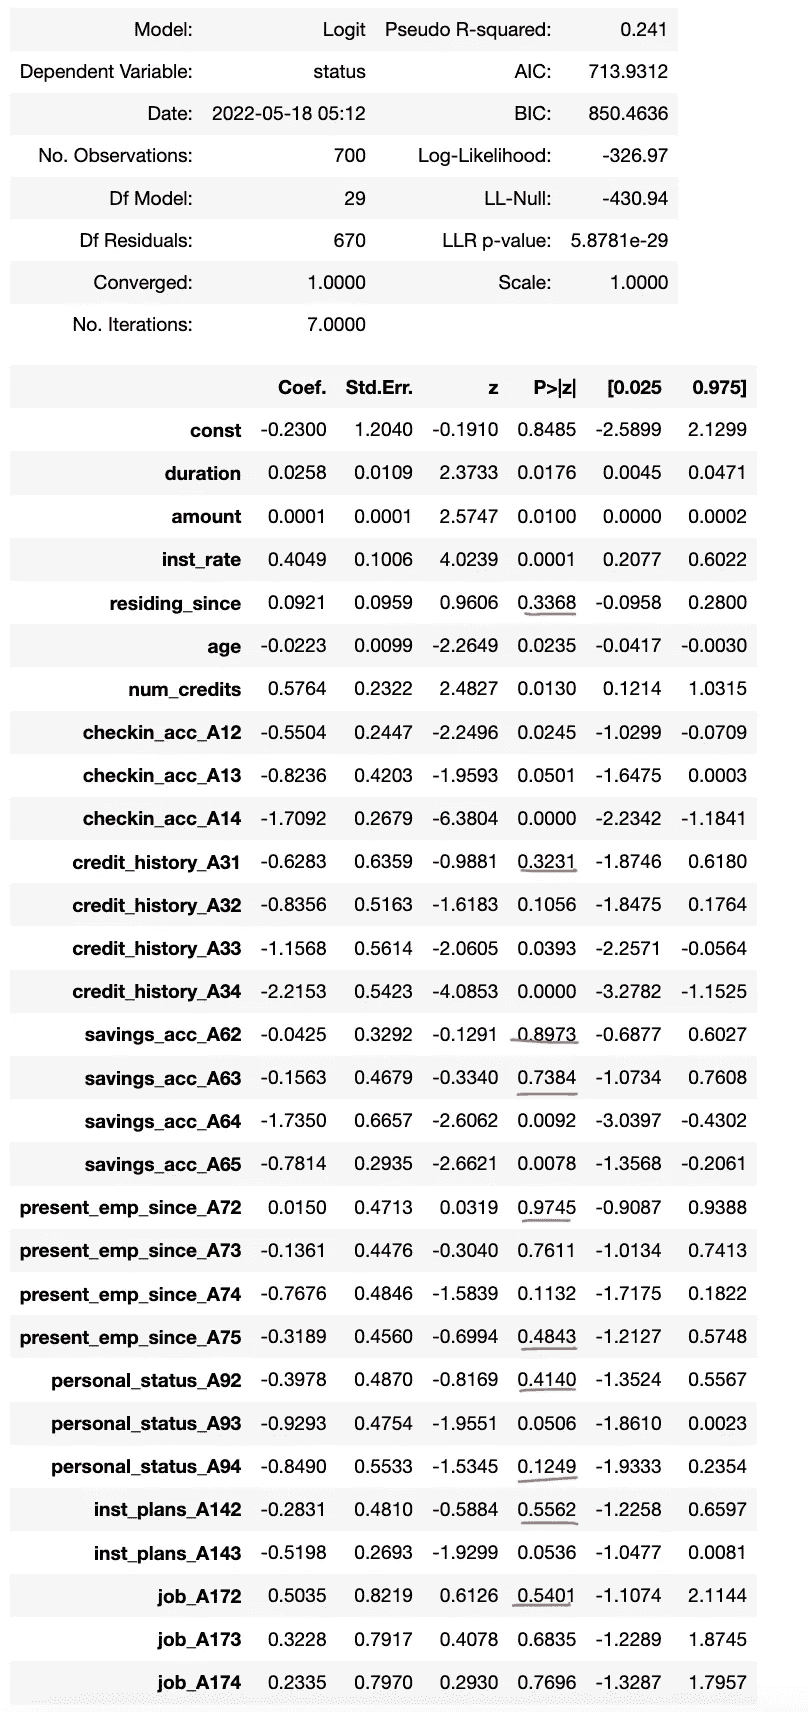 Model: Logit Pseudo R-squared: 0.241
Dependent Variable: status AIC: 713.9312
Date: 2022-05-18 05:12 BIC: 850.4636
No. Observations: 700 Log-Likelihood: -326.97
Df Model: 29 LL-Null: -430.94
Df Residuals: 670 LLR p-value: 5.8781e-29
Converged: 1.0000 Scale: 1.0000
No. Iterations: 7.0000
Coef. Std.Err. z P>|z| [0.025 0.975]
const -0.2300 1.2040 -0.1910 0.8485 -2.5899 2.1299
duration 0.0258 0.0109 2.3733 0.0176 0.0045 0.0471
amount 0.0001 0.0001 2.5747 0.0100 0.0000 0.0002
inst_rate 0.4049 0.1006 4.0239 0.0001 0.2077 0.6022
residing_since 0.0921 0.0959 0.9606 0.3368 -0.0958 0.2800
age -0.0223 0.0099 -2.2649 0.0235 -0.0417 -0.0030
num_credits 0.5764 0.2322 2.4827 0.0130 0.1214 1.0315
checkin_acc_A12 -0.5504 0.2447 -2.2496 0.0245 -1.0299 -0.0709
checkin_acc_A13 -0.8236 0.4203 -1.9593 0.0501 -1.6475 0.0003
checkin_acc_A14 -1.7092 0.2679 -6.3804 0.0000 -2.2342 -1.1841
credit_history_A31 -0.6283 0.6359 -0.9881 0.3231 -1.8746 0.6180
credit_history_A32 -0.8356 0.5163 -1.6183 0.1056 -1.8475 0.1764
credit_history_A33 -1.1568 0.5614 -2.0605 0.0393 -2.2571 -0.0564
credit_history_A34 -2.2153 0.5423 -4.0853 0.0000 -3.2782 -1.1525
savings_acc_A62 -0.0425 0.3292 -0.1291 0.8973 -0.6877 0.6027
savings_acc_A63 -0.1563 0.4679 -0.3340 0.7384 -1.0734 0.7608
savings_acc_A64 -1.7350 0.6657 -2.6062 0.0092 -3.0397 -0.4302
savings_acc_A65 -0.7814 0.2935 -2.6621 0.0078 -1.3568 -0.2061
present_emp_since_A72 0.0150 0.4713 0.0319 0.9745 -0.9087 0.9388
present_emp_since_A73 -0.1361 0.4476 -0.3040 0.7611 -1.0134 0.7413
present_emp_since_A74 -0.7676 0.4846 -1.5839 0.1132 -1.7175 0.1822
present_emp_since_A75 -0.3189 0.4560 -0.6994 0.4843 -1.2127 0.5748
personal_status_A92 -0.3978 0.4870 -0.8169 0.4140 -1.3524 0.5567
personal_status_A93 -0.9293 0.4754 -1.9551 0.0506 -1.8610 0.0023
personal_status_A94 -0.8490 0.5533 -1.5345 0.1249 -1.9333 0.2354
inst_plans_A142 -0.2831 0.4810 -0.5884 0.5562 -1.2258 0.6597
inst_plans_A143 -0.5198 0.2693 -1.9299 0.0536 -1.0477 0.0081
job_A172 0.5035 0.8219 0.6126 0.5401 -1.1074 2.1144
job_A173 0.3228 0.7917 0.4078 0.6835 -1.2289 1.8745
job_A174 0.2335 0.7970 0.2930 0.7696 -1.3287 1.7957